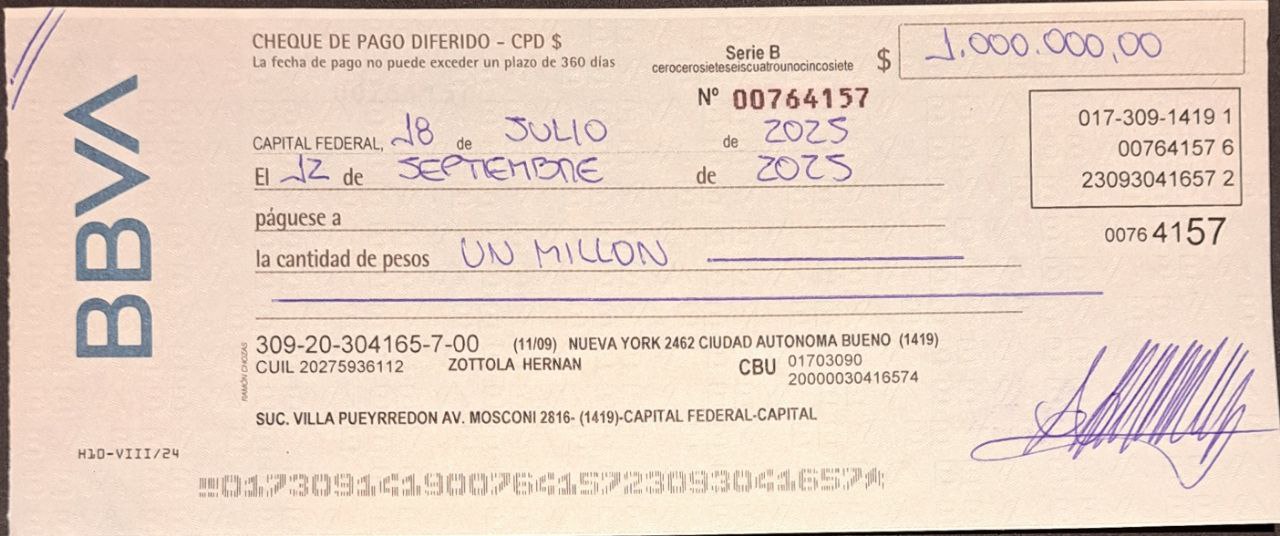 BBVA
CHEQUE DE PAGO DIFERIDO - CPD $
La fecha de pago no puede exceder un plazo de 360 días
Serie B
cerocerosieteseiscuatrounocincosiete
$ 1.000.000,00
Nº 00764157
017-309-1419 1
00764157 6
23093041657 2
0076 4157
CAPITAL FEDERAL, 18 de JULIO de 2025
El 12 de SEPTIEMBRE de 2025
páguese a
la cantidad de pesos UN MILLON
309-20-304165-7-00 (11/09) NUEVA YORK 2462 CIUDAD AUTONOMA BUENO (1419)
CUIL 20275936112 ZOTTOLA HERNAN CBU 01703090
20000030416574
RAMÓN CHOZAS
SUC. VILLA PUEYRREDON AV. MOSCONI 2816- (1419)-CAPITAL FEDERAL-CAPITAL
H10-VIII/24
01730914190076415723093041657